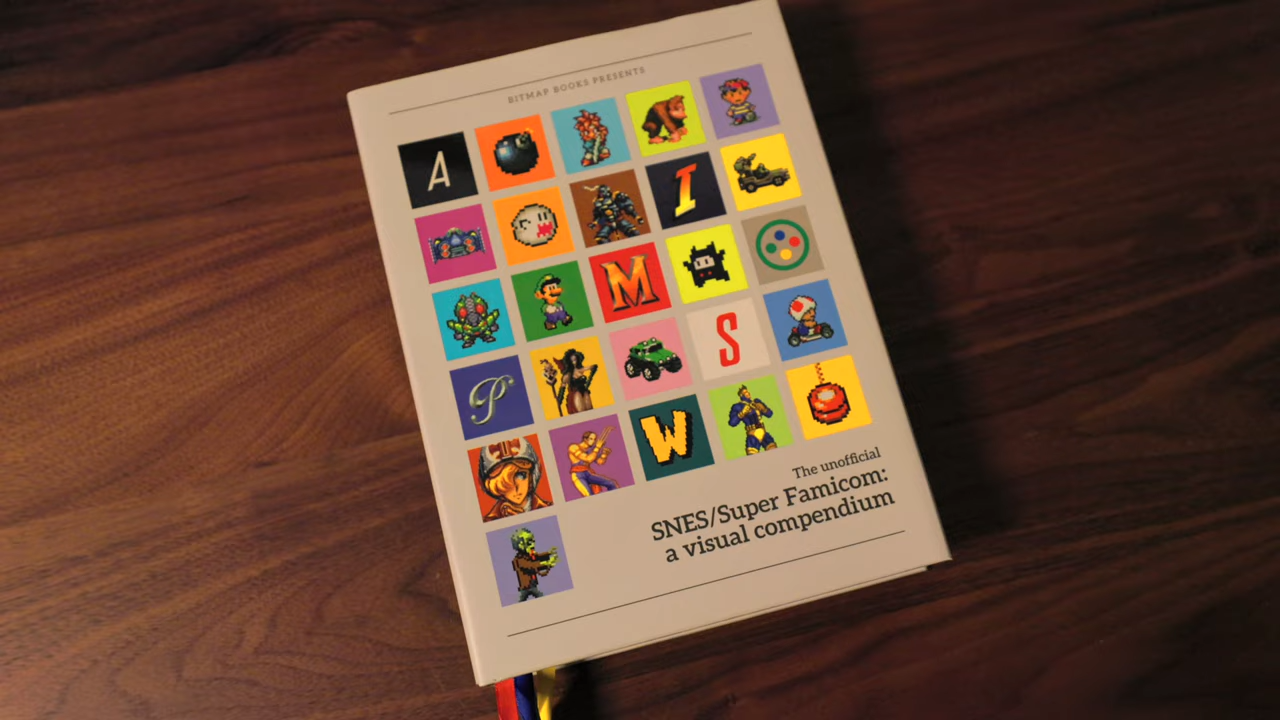 BITMAP BOOKS PRESENTS
A
I
M
S
P
W
The unofficial
SNES/Super Famicom:
a visual compendium